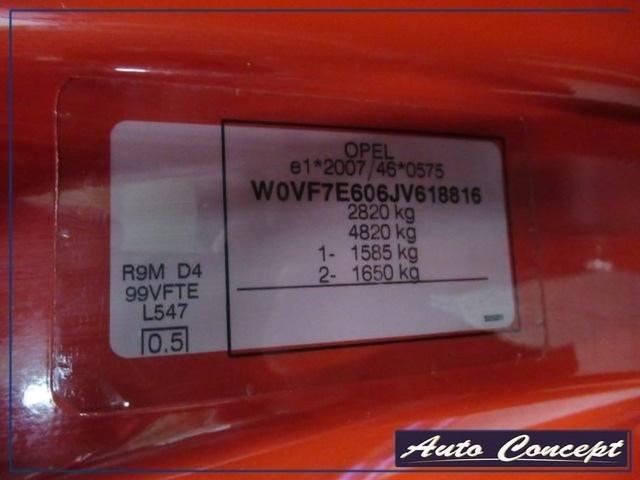 OPEL
e1*2007/46*0575
W0VF7E606JV618816
2820 kg
4820 kg
1- 1585 kg
2- 1650 kg
R9M D4
99VFTE
L547
0.5
Auto Concept